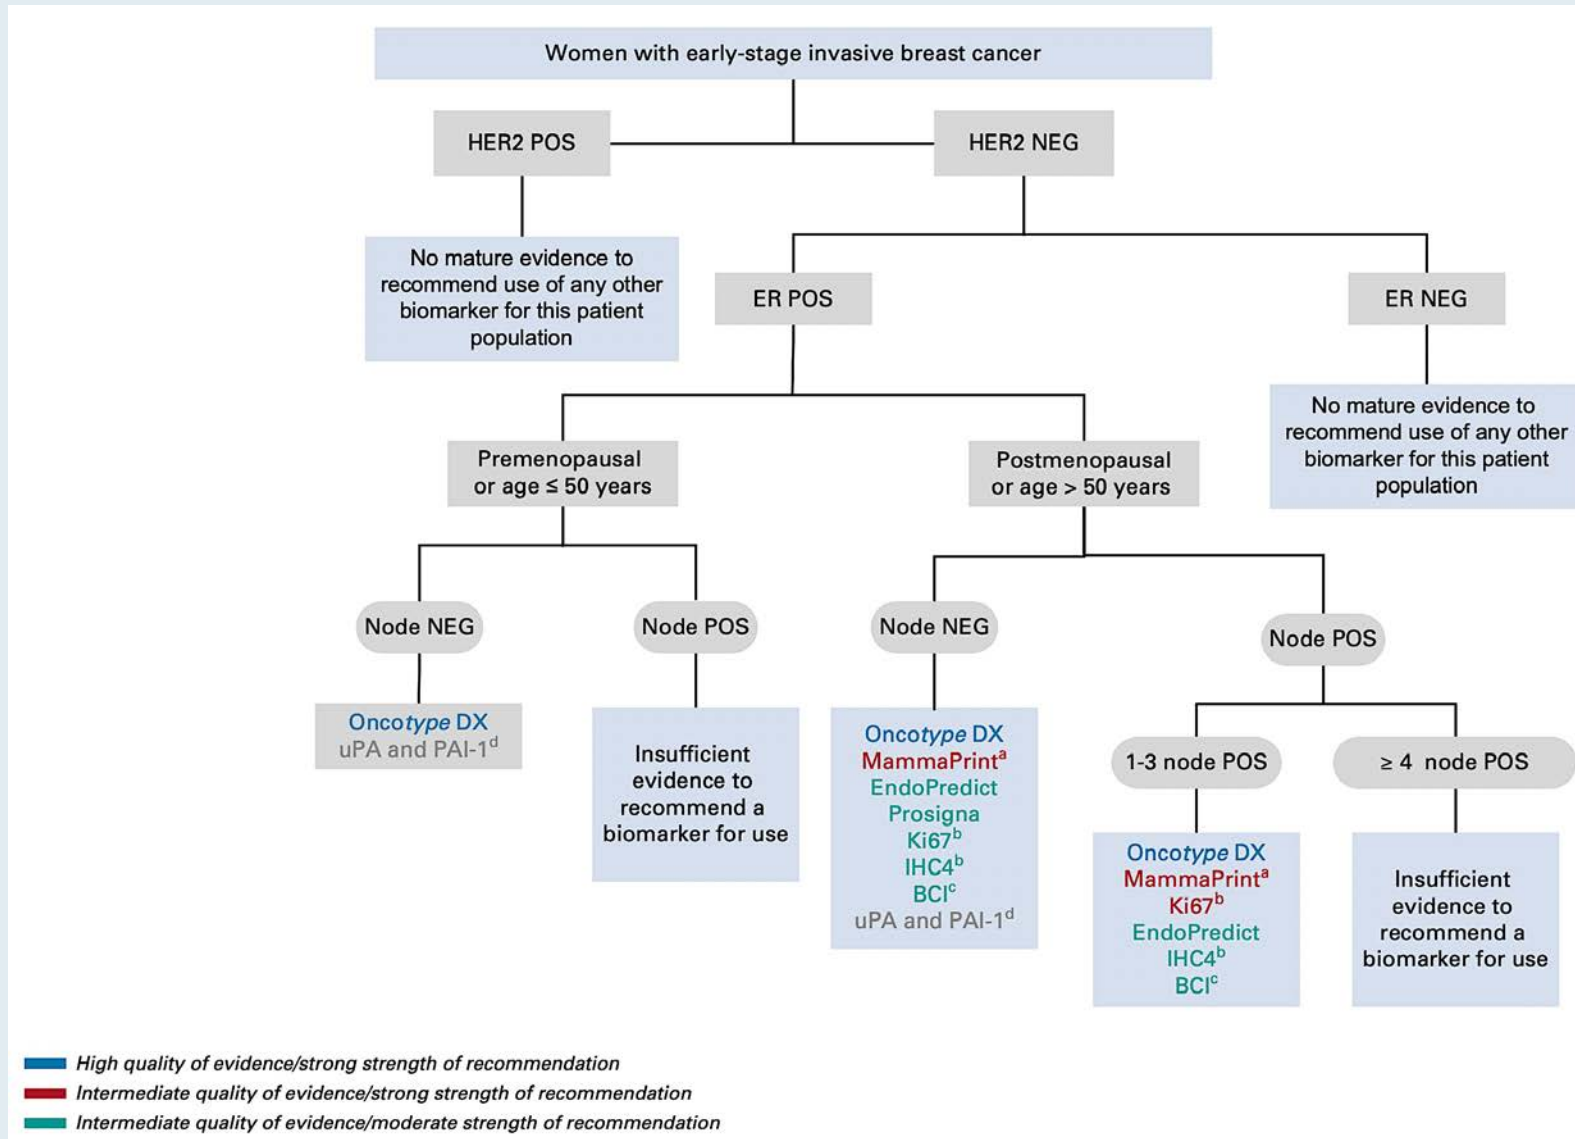 Women with early-stage invasive breast cancer
HER2 POS
HER2 NEG
No mature evidence to
recommend use of any other
biomarker for this patient
population
ER POS
ER NEG
No mature evidence to
recommend use of any other
biomarker for this patient
population
Premenopausal
or age ≤ 50 years
Postmenopausal
or age > 50 years
Node NEG
Node POS
Node NEG
Node POS
Oncotype DX
uPA and PAI-1d
Insufficient
evidence to
recommend a
biomarker for use
Oncotype DX
MammaPrinta
EndoPredict
Prosigna
Ki67b
IHC4b
BCIc
uPA and PAI-1d
1-3 node POS
≥ 4 node POS
Oncotype DX
MammaPrinta
Ki67b
EndoPredict
IHC4b
BCIc
Insufficient
evidence to
recommend a
biomarker for use
High quality of evidence/strong strength of recommendation
Intermediate quality of evidence/strong strength of recommendation
Intermediate quality of evidence/moderate strength of recommendation